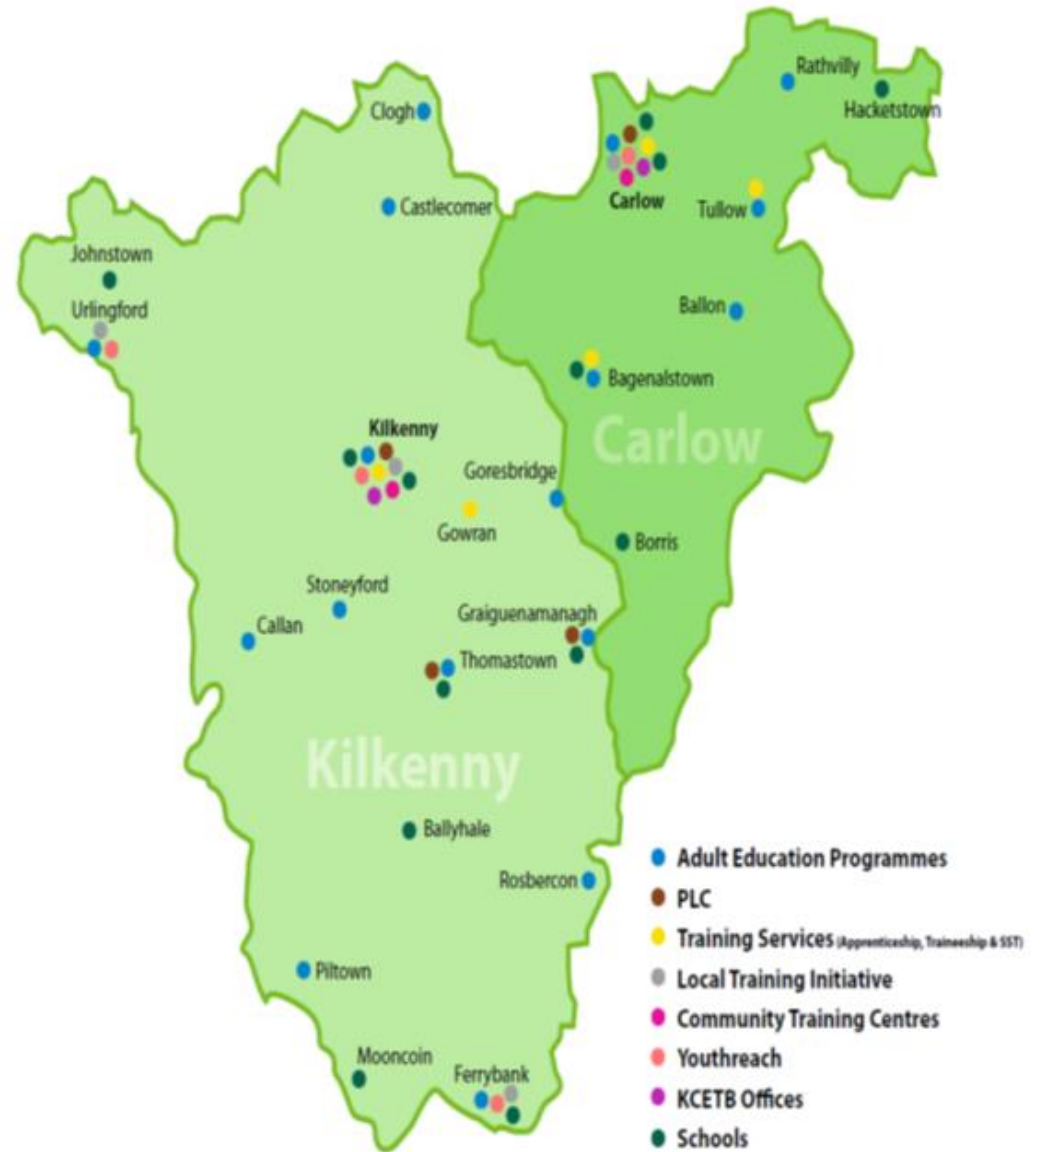 Rathvilly
Hacketstown
Clogh
Carlow
Castlecomer
Tullow
Johnstown
Urlingford
Ballon
Bagenalstown
Carlow
Kilkenny
Goresbridge
Gowran
Borris
Stoneyford
Graiguenamanagh
Callan
Thomastown
Kilkenny
Ballyhale
Rosbercon
Piltown
Mooncoin
Ferrybank
Adult Education Programmes
PLC
Training Services (Apprenticeship, Traineeship & SST)
Local Training Initiative
Community Training Centres
Youthreach
KCETB Offices
Schools